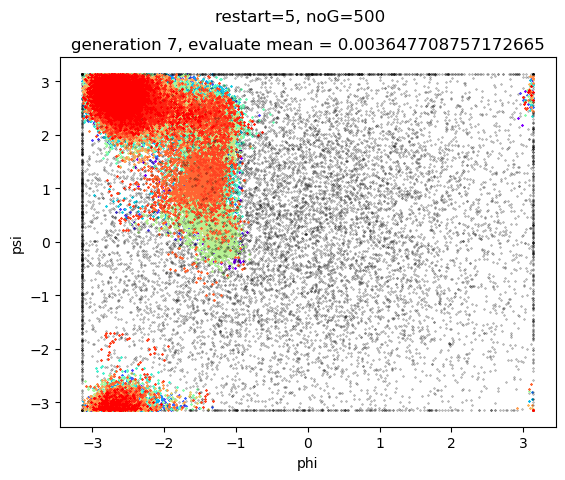 restart=5, noG=500
generation 7, evaluate mean = 0.003647708757172665
3
2
1
0
−1
−2
−3
psi
−3 −2 −1 0 1 2 3
phi